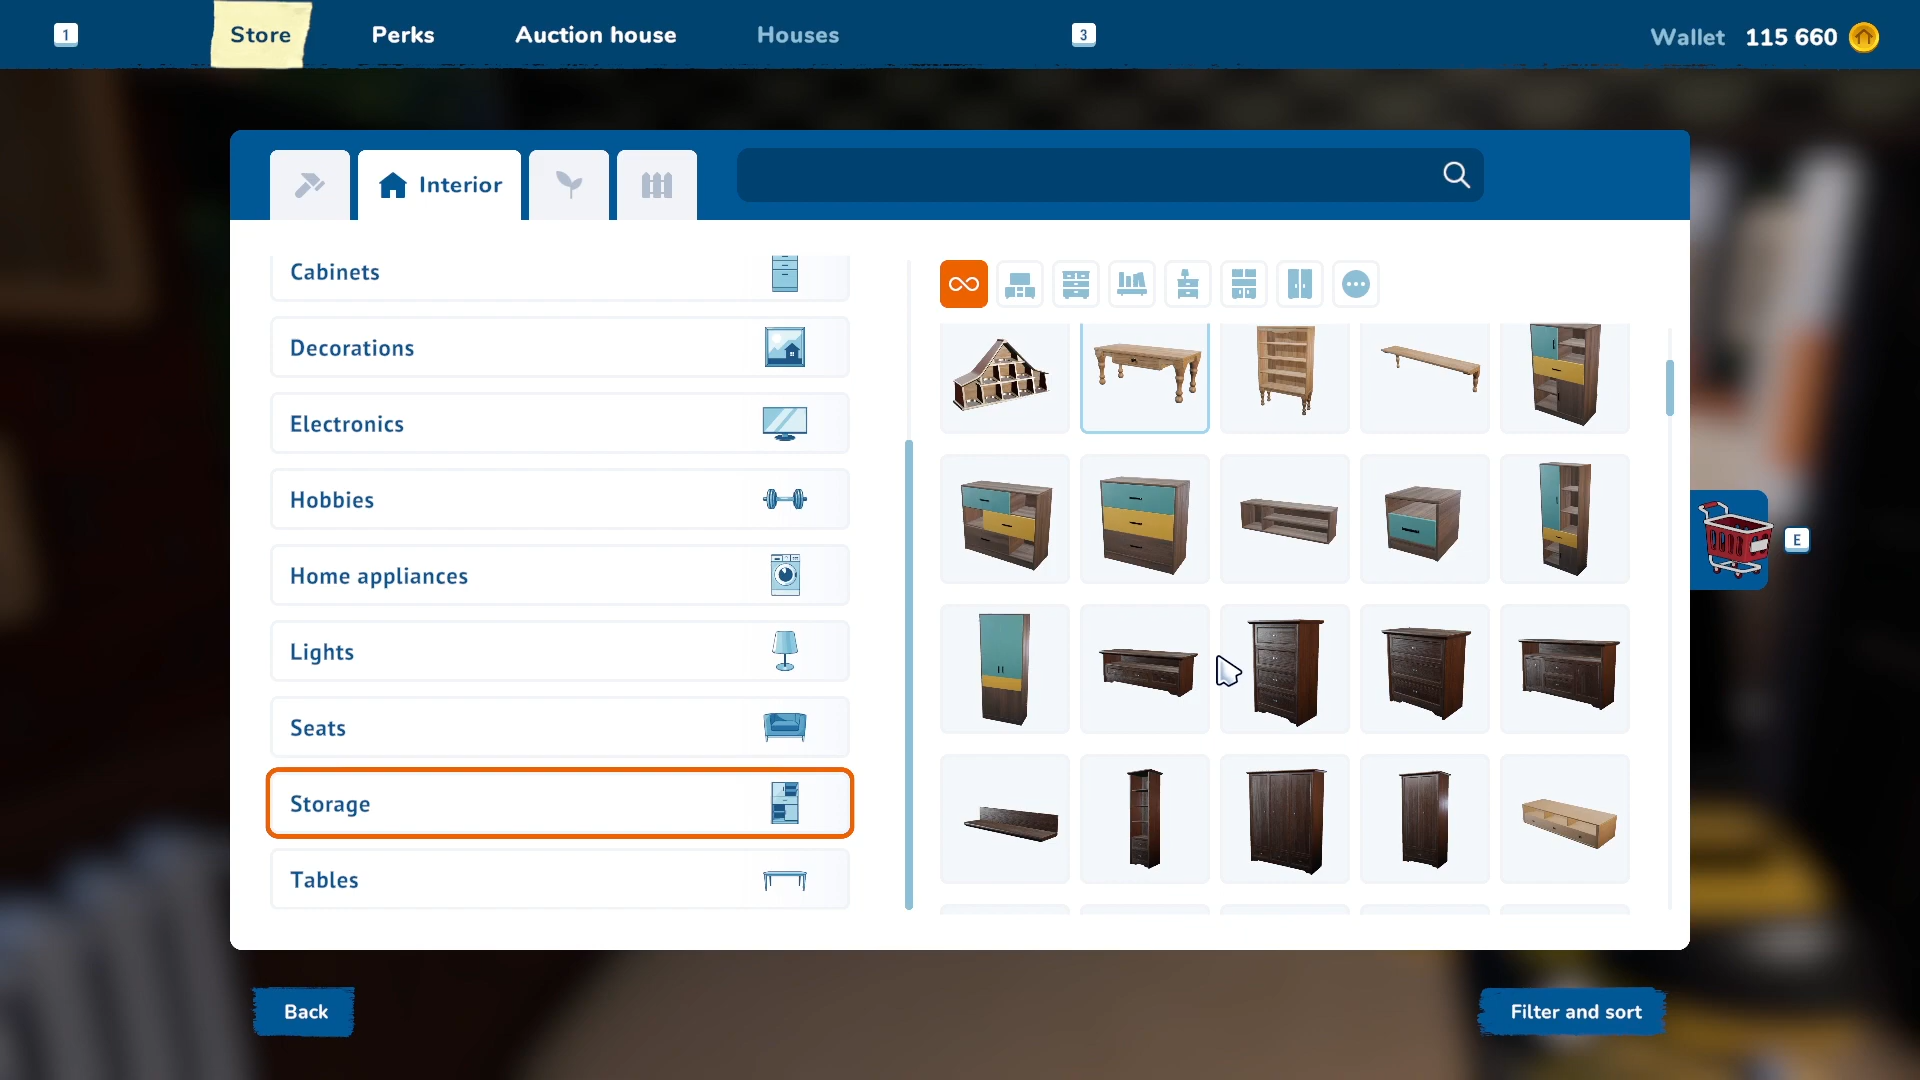 1
Store
Perks
Auction house
Houses
3
Wallet 115 660
Interior
Cabinets
Decorations
Electronics
Hobbies
Home appliances
Lights
Seats
Storage
Tables
E
Back
Filter and sort